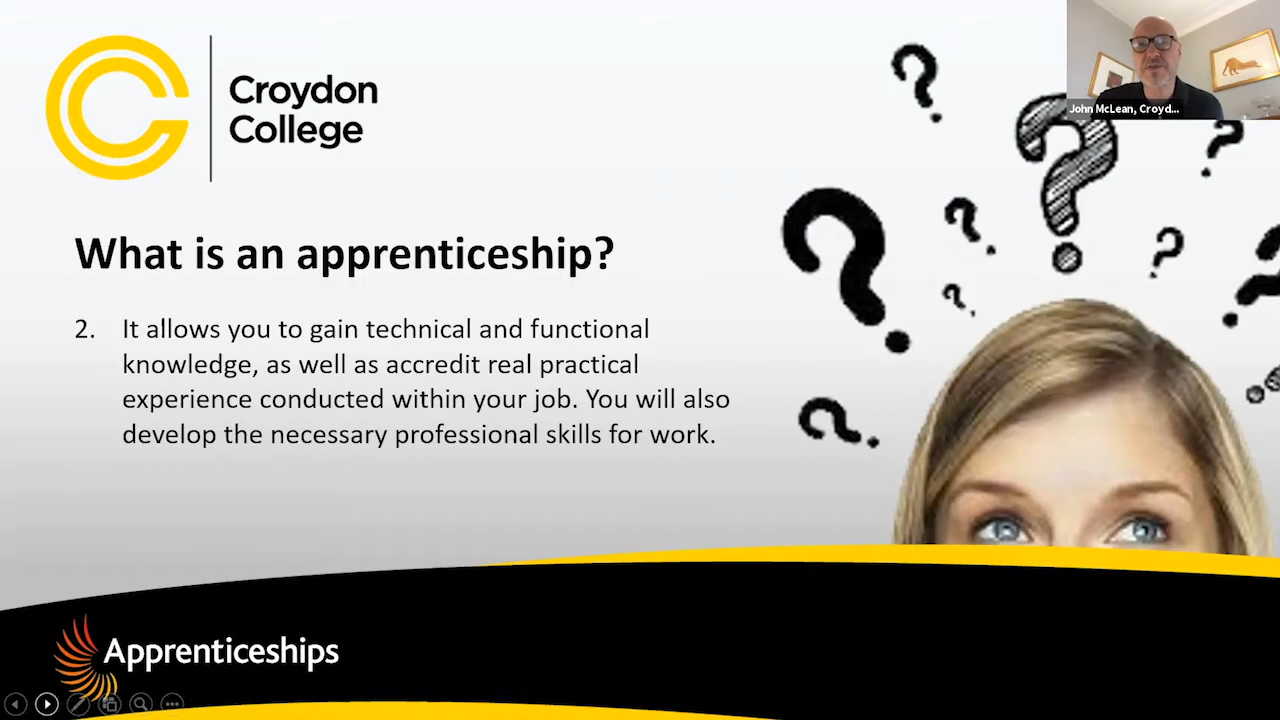 Croydon
College
John McLean, Croyd...
What is an apprenticeship?
2. It allows you to gain technical and functional
knowledge, as well as accredit real practical
experience conducted within your job. You will also
develop the necessary professional skills for work.
Apprenticeships